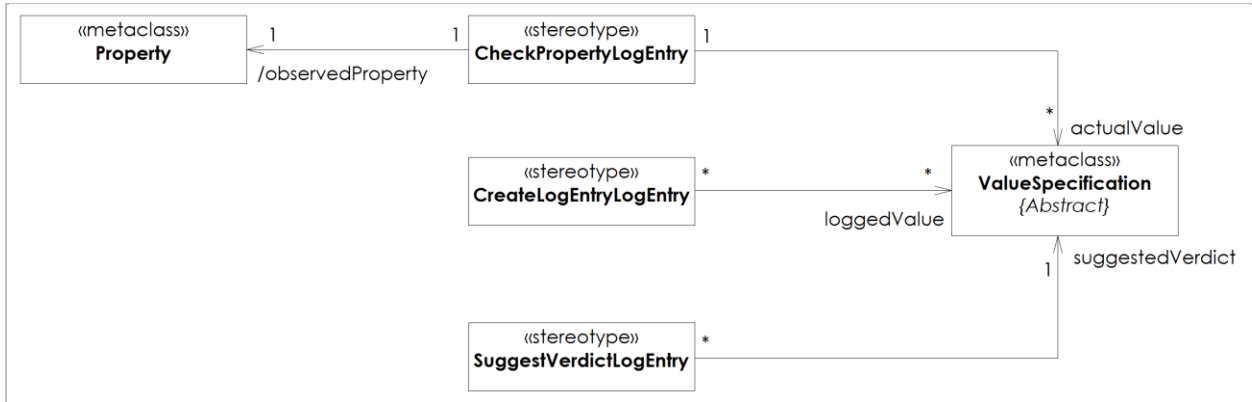 «metaclass»
Property
1
/observedProperty
1
«stereotype»
CheckPropertyLogEntry
1
*
actualValue
«stereotype»
CreateLogEntryLogEntry
*
*
loggedValue
«metaclass»
ValueSpecification
{Abstract}
suggestedVerdict
1
«stereotype»
SuggestVerdictLogEntry
*